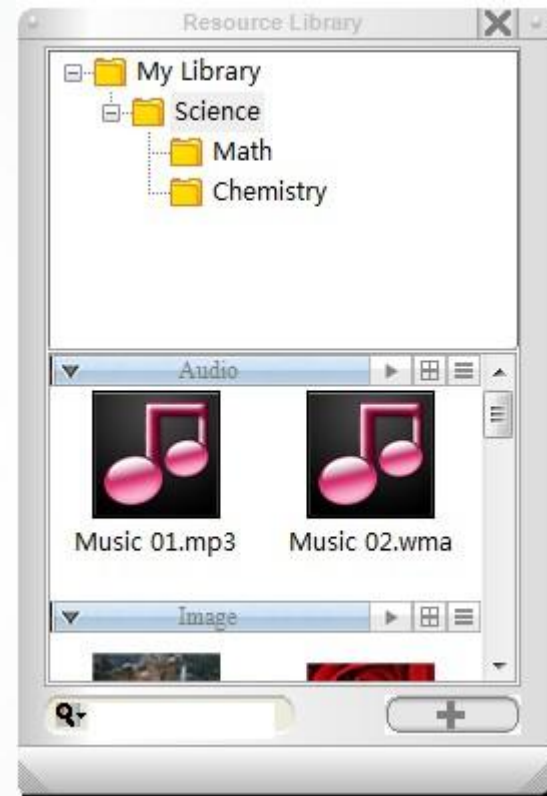 Resource Library
My Library
Science
Math
Chemistry
Audio
Music 01.mp3 Music 02.wma
Image